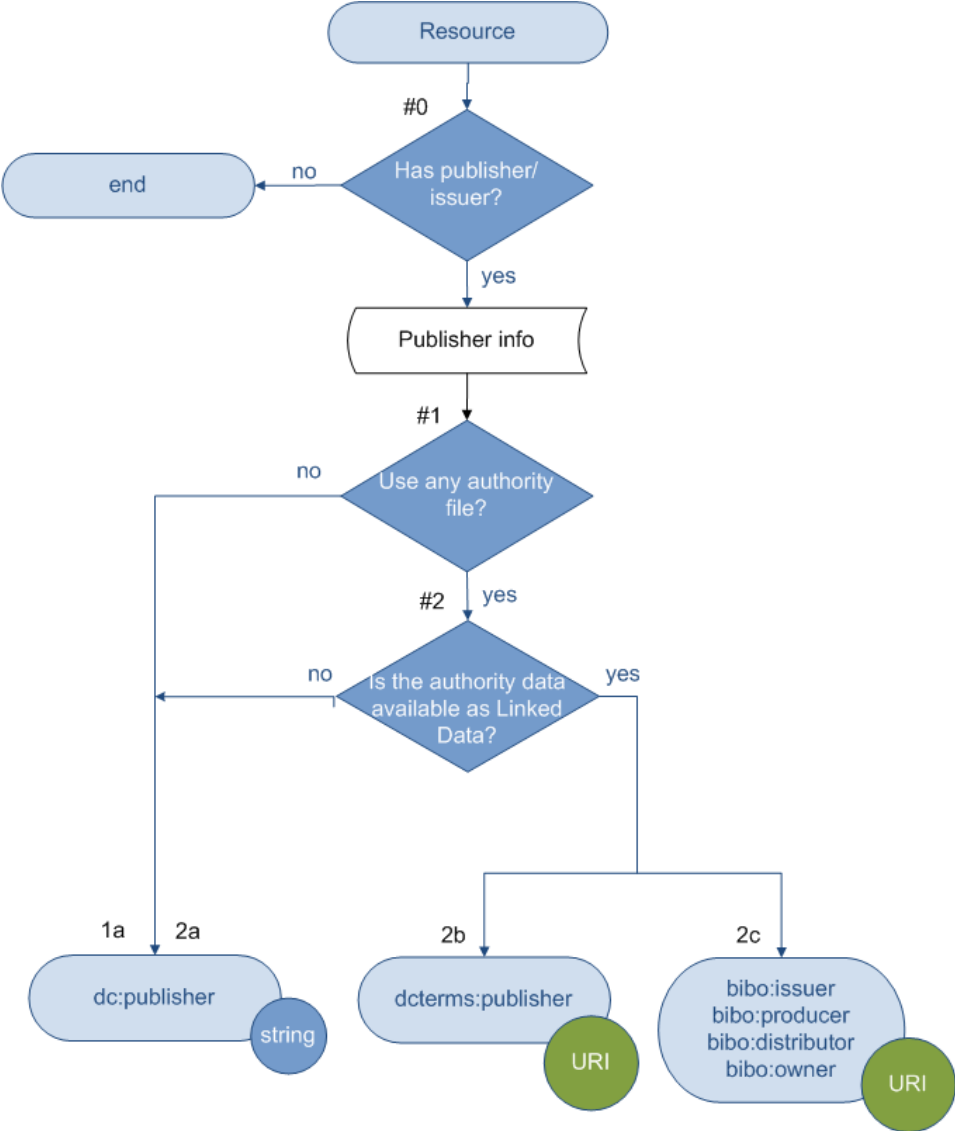 Resource
#0
Has publisher/
issuer?
no
end
yes
Publisher info
#1
no
Use any authority
file?
#2
yes
no
Is the authority data
available as Linked
Data?
yes
1a
2a
2b
2c
dc:publisher
string
dcterms:publisher
URI
bibo:issuer
bibo:producer
bibo:distributor
bibo:owner
URI